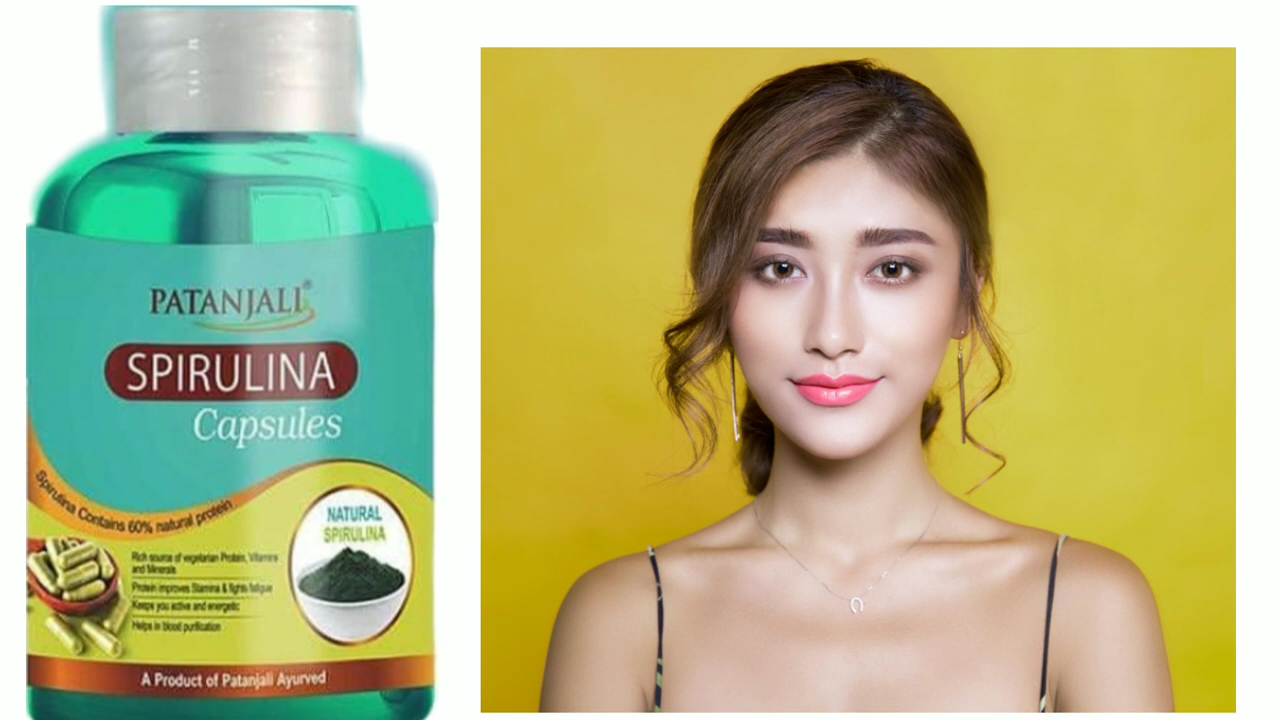 PATANJALI®
SPIRULINA
Capsules
Spirulina Contains 60% natural protein
NATURAL
SPIRULINA
Rich source of vegetarian Protein, Vitamins
and Minerals
Protein improves Stamina & fights fatigue
Keeps you active and energetic
Helps in blood purification
A Product of Patanjali Ayurved